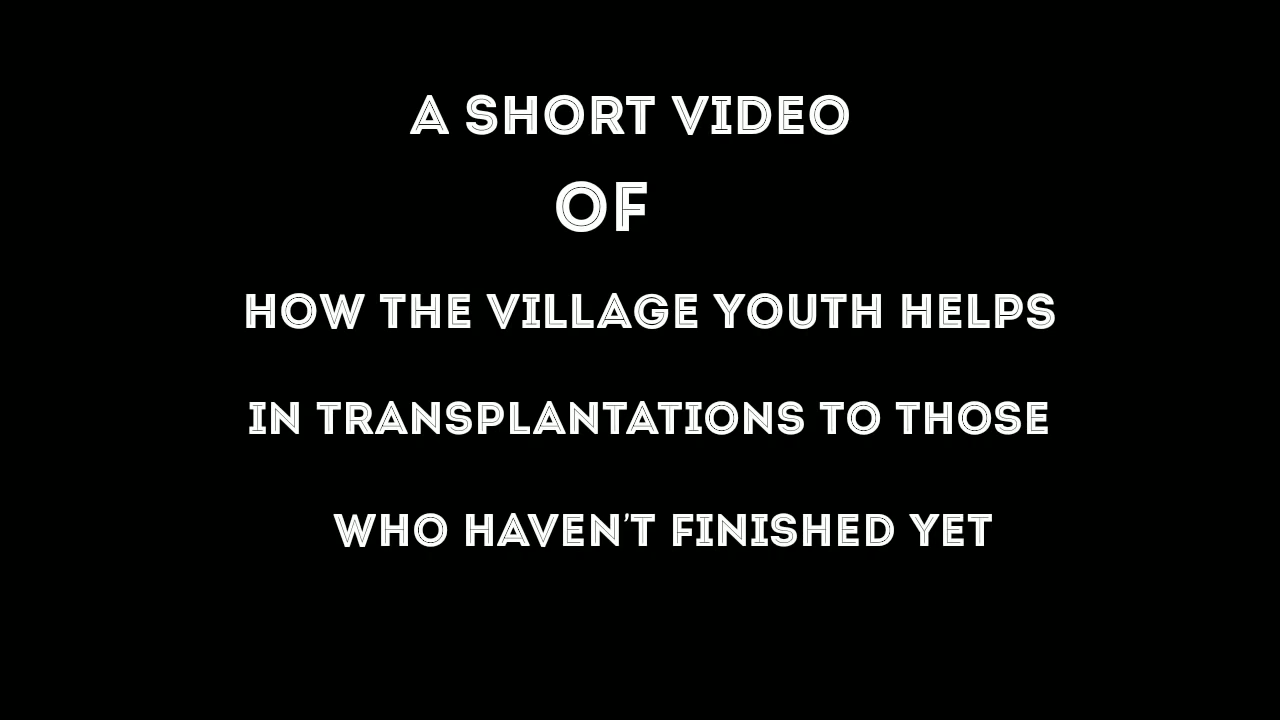 A SHORT VIDEO
OF
HOW THE VILLAGE YOUTH HELPS
IN TRANSPLANTATIONS TO THOSE
WHO HAVEN'T FINISHED YET